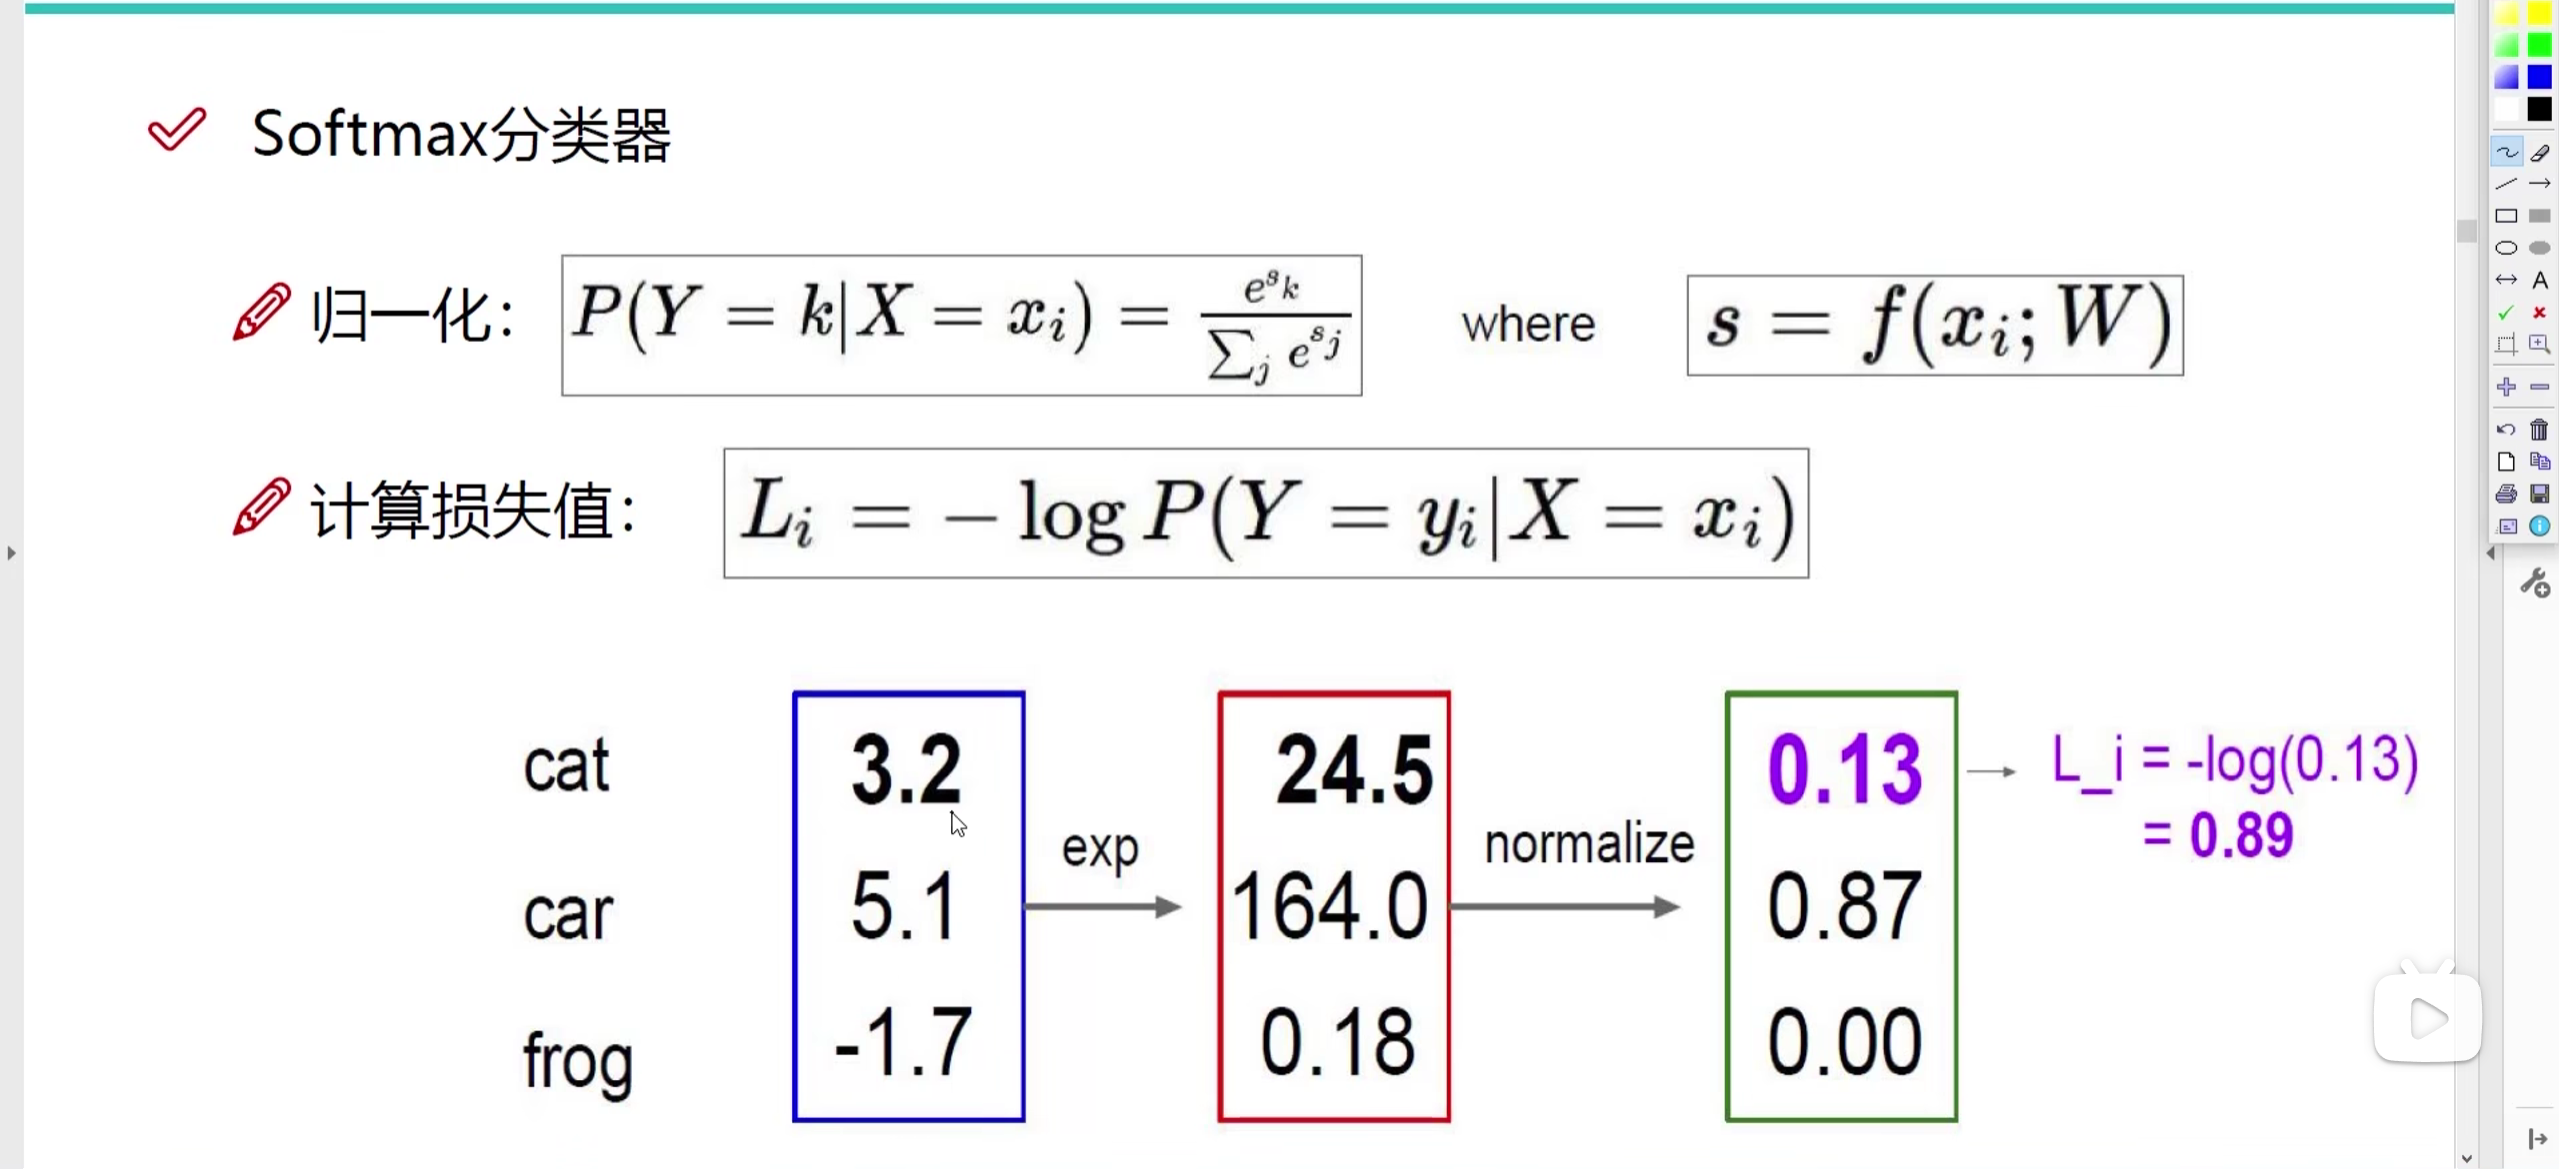 Softmax分类器
归一化： P(Y = k|X = x_i) = \frac{e^{s_k}}{\sum_j e^{s_j}} where s = f(x_i; W)
计算损失值： L_i = − log P(Y = y_i|X = x_i)
cat 3.2 24.5 0.13 → L_i = -log(0.13)
= 0.89
exp normalize
car 5.1 164.0 0.87
frog -1.7 0.18 0.00
A